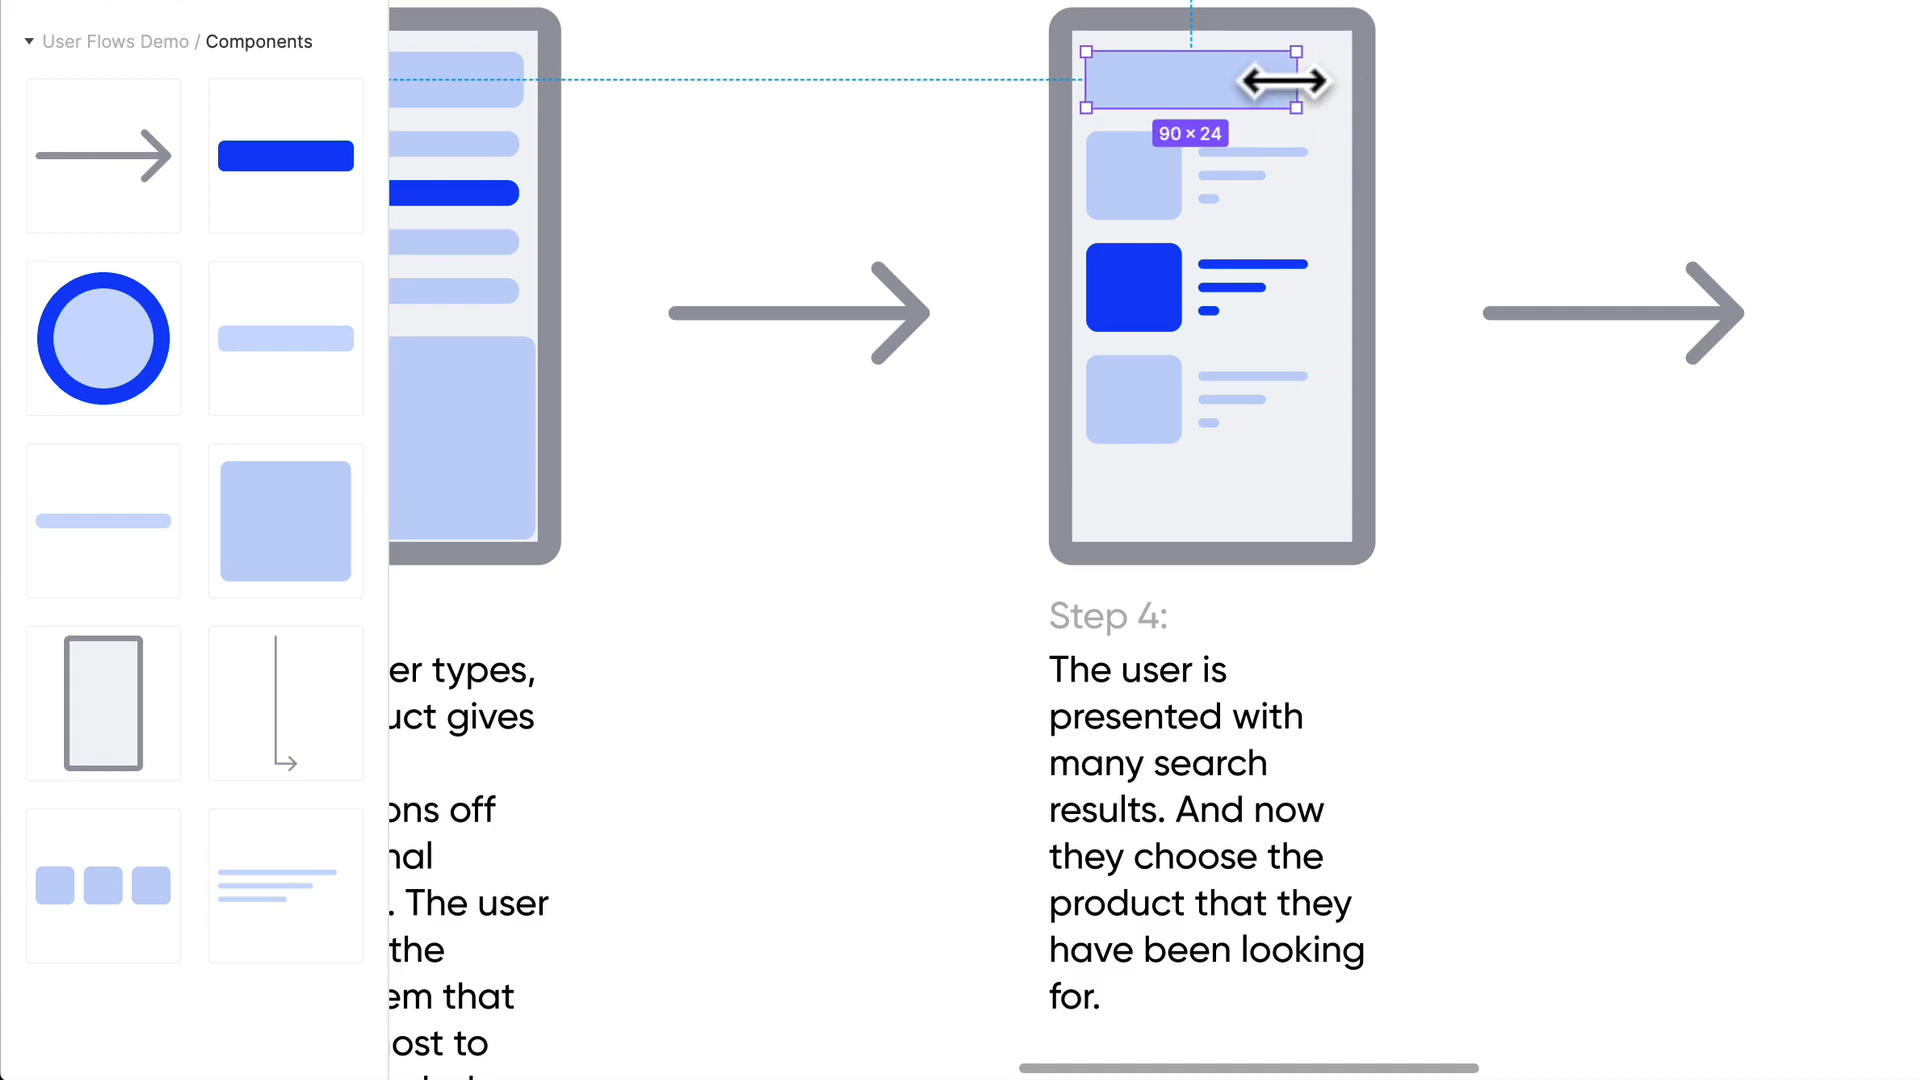 User Flows Demo / Components
90 × 24
er types,
uct gives
ons off
nal
. The user
the
em that
ost to
Step 4:
The user is
presented with
many search
results. And now
they choose the
product that they
have been looking
for.